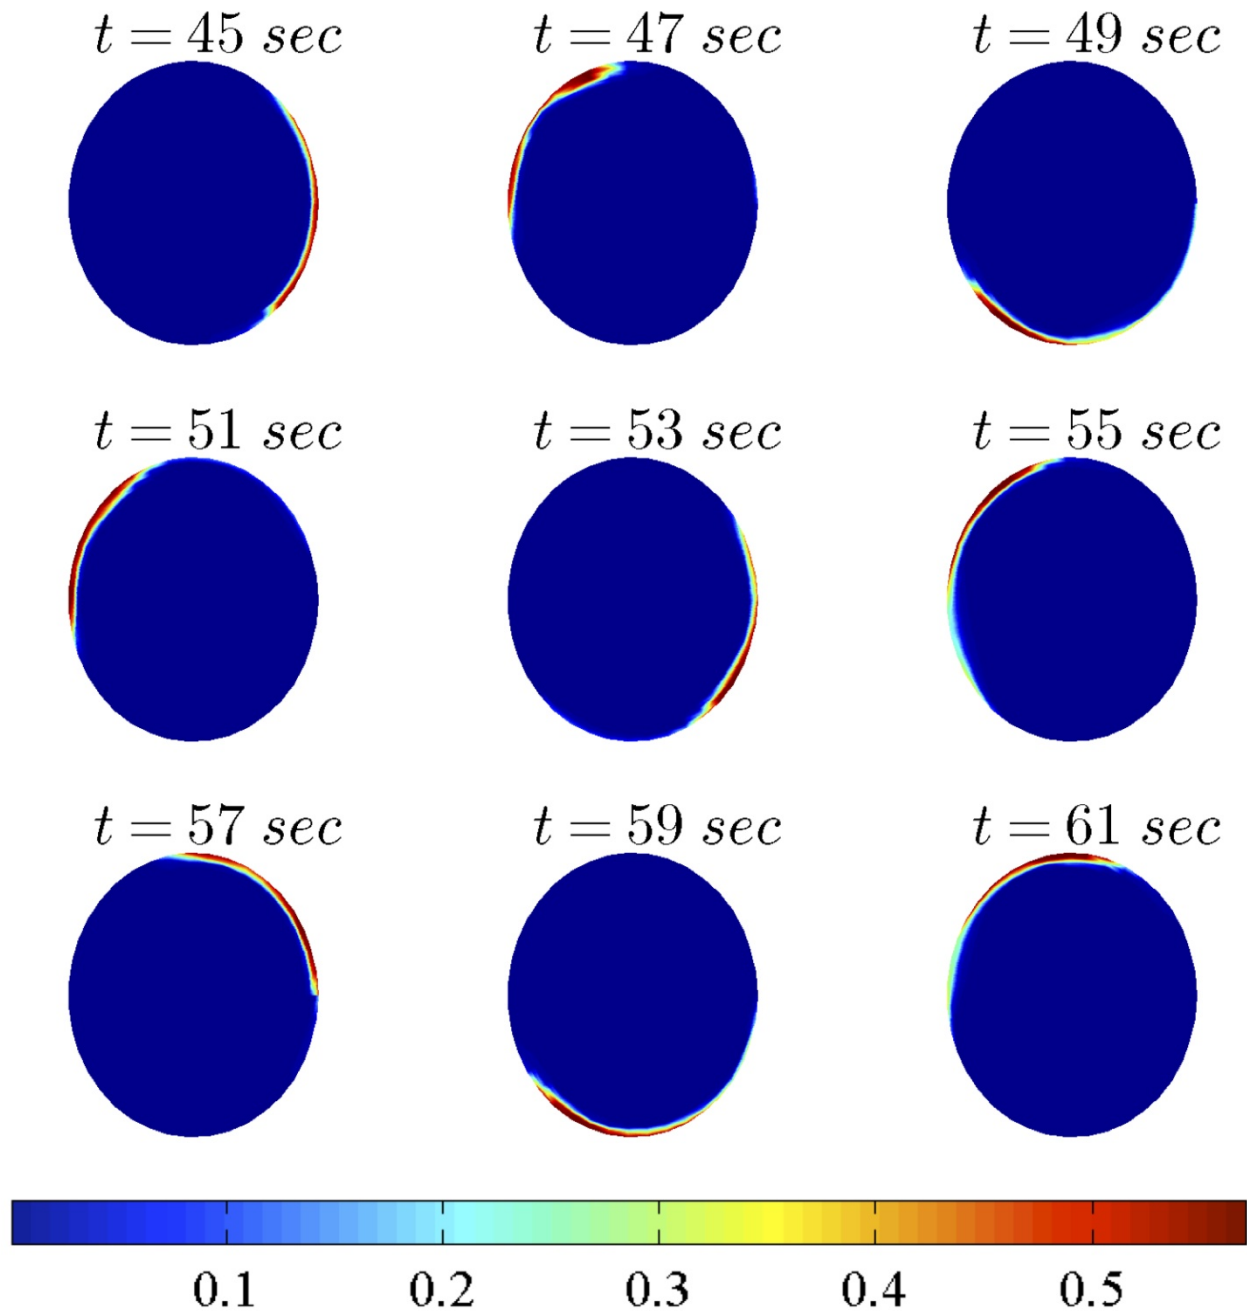 t = 45 sec t = 47 sec t = 49 sec
t = 51 sec t = 53 sec t = 55 sec
t = 57 sec t = 59 sec t = 61 sec
0.1 0.2 0.3 0.4 0.5